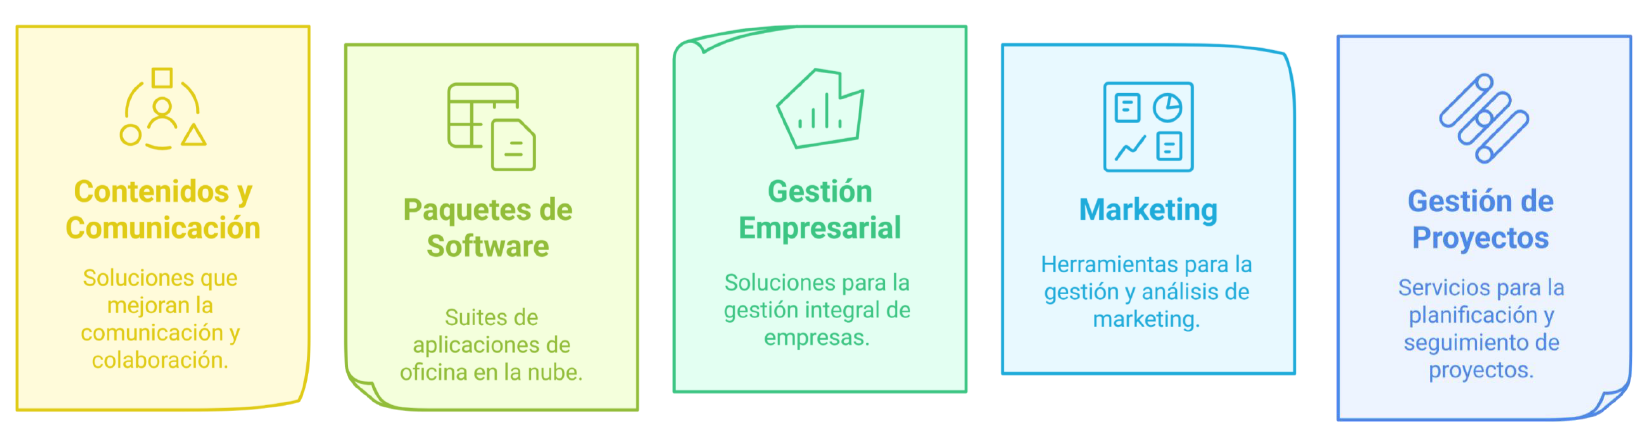 Contenidos y
Comunicación
Soluciones que
mejoran la
comunicación y
colaboración.
Paquetes de
Software
Suites de
aplicaciones de
oficina en la nube.
Gestión
Empresarial
Soluciones para la
gestión integral de
empresas.
Marketing
Herramientas para la
gestión y análisis de
marketing.
Gestión de
Proyectos
Servicios para la
planificación y
seguimiento de
proyectos.